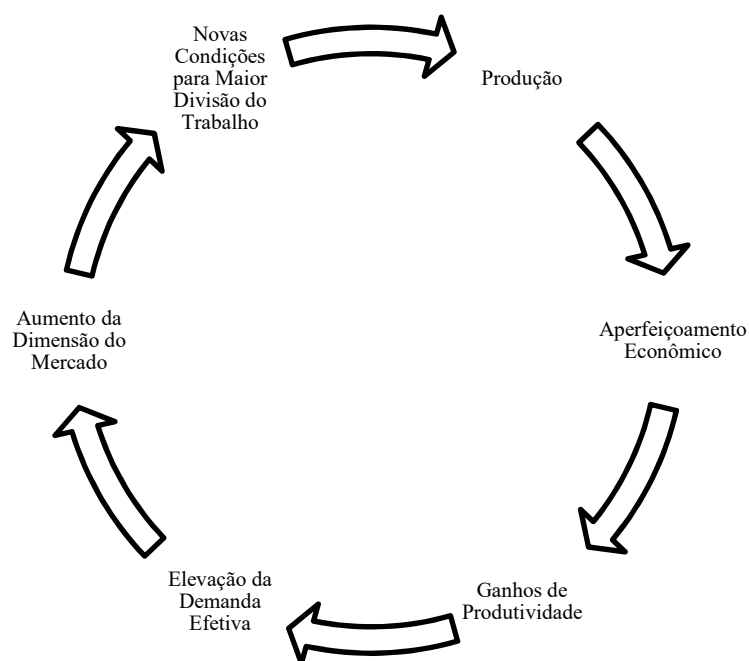 Novas
Condições
para Maior
Divisão do
Trabalho
Produção
Aperfeiçoamento
Econômico
Ganhos de
Produtividade
Elevação da
Demanda
Efetiva
Aumento da
Dimensão do
Mercado